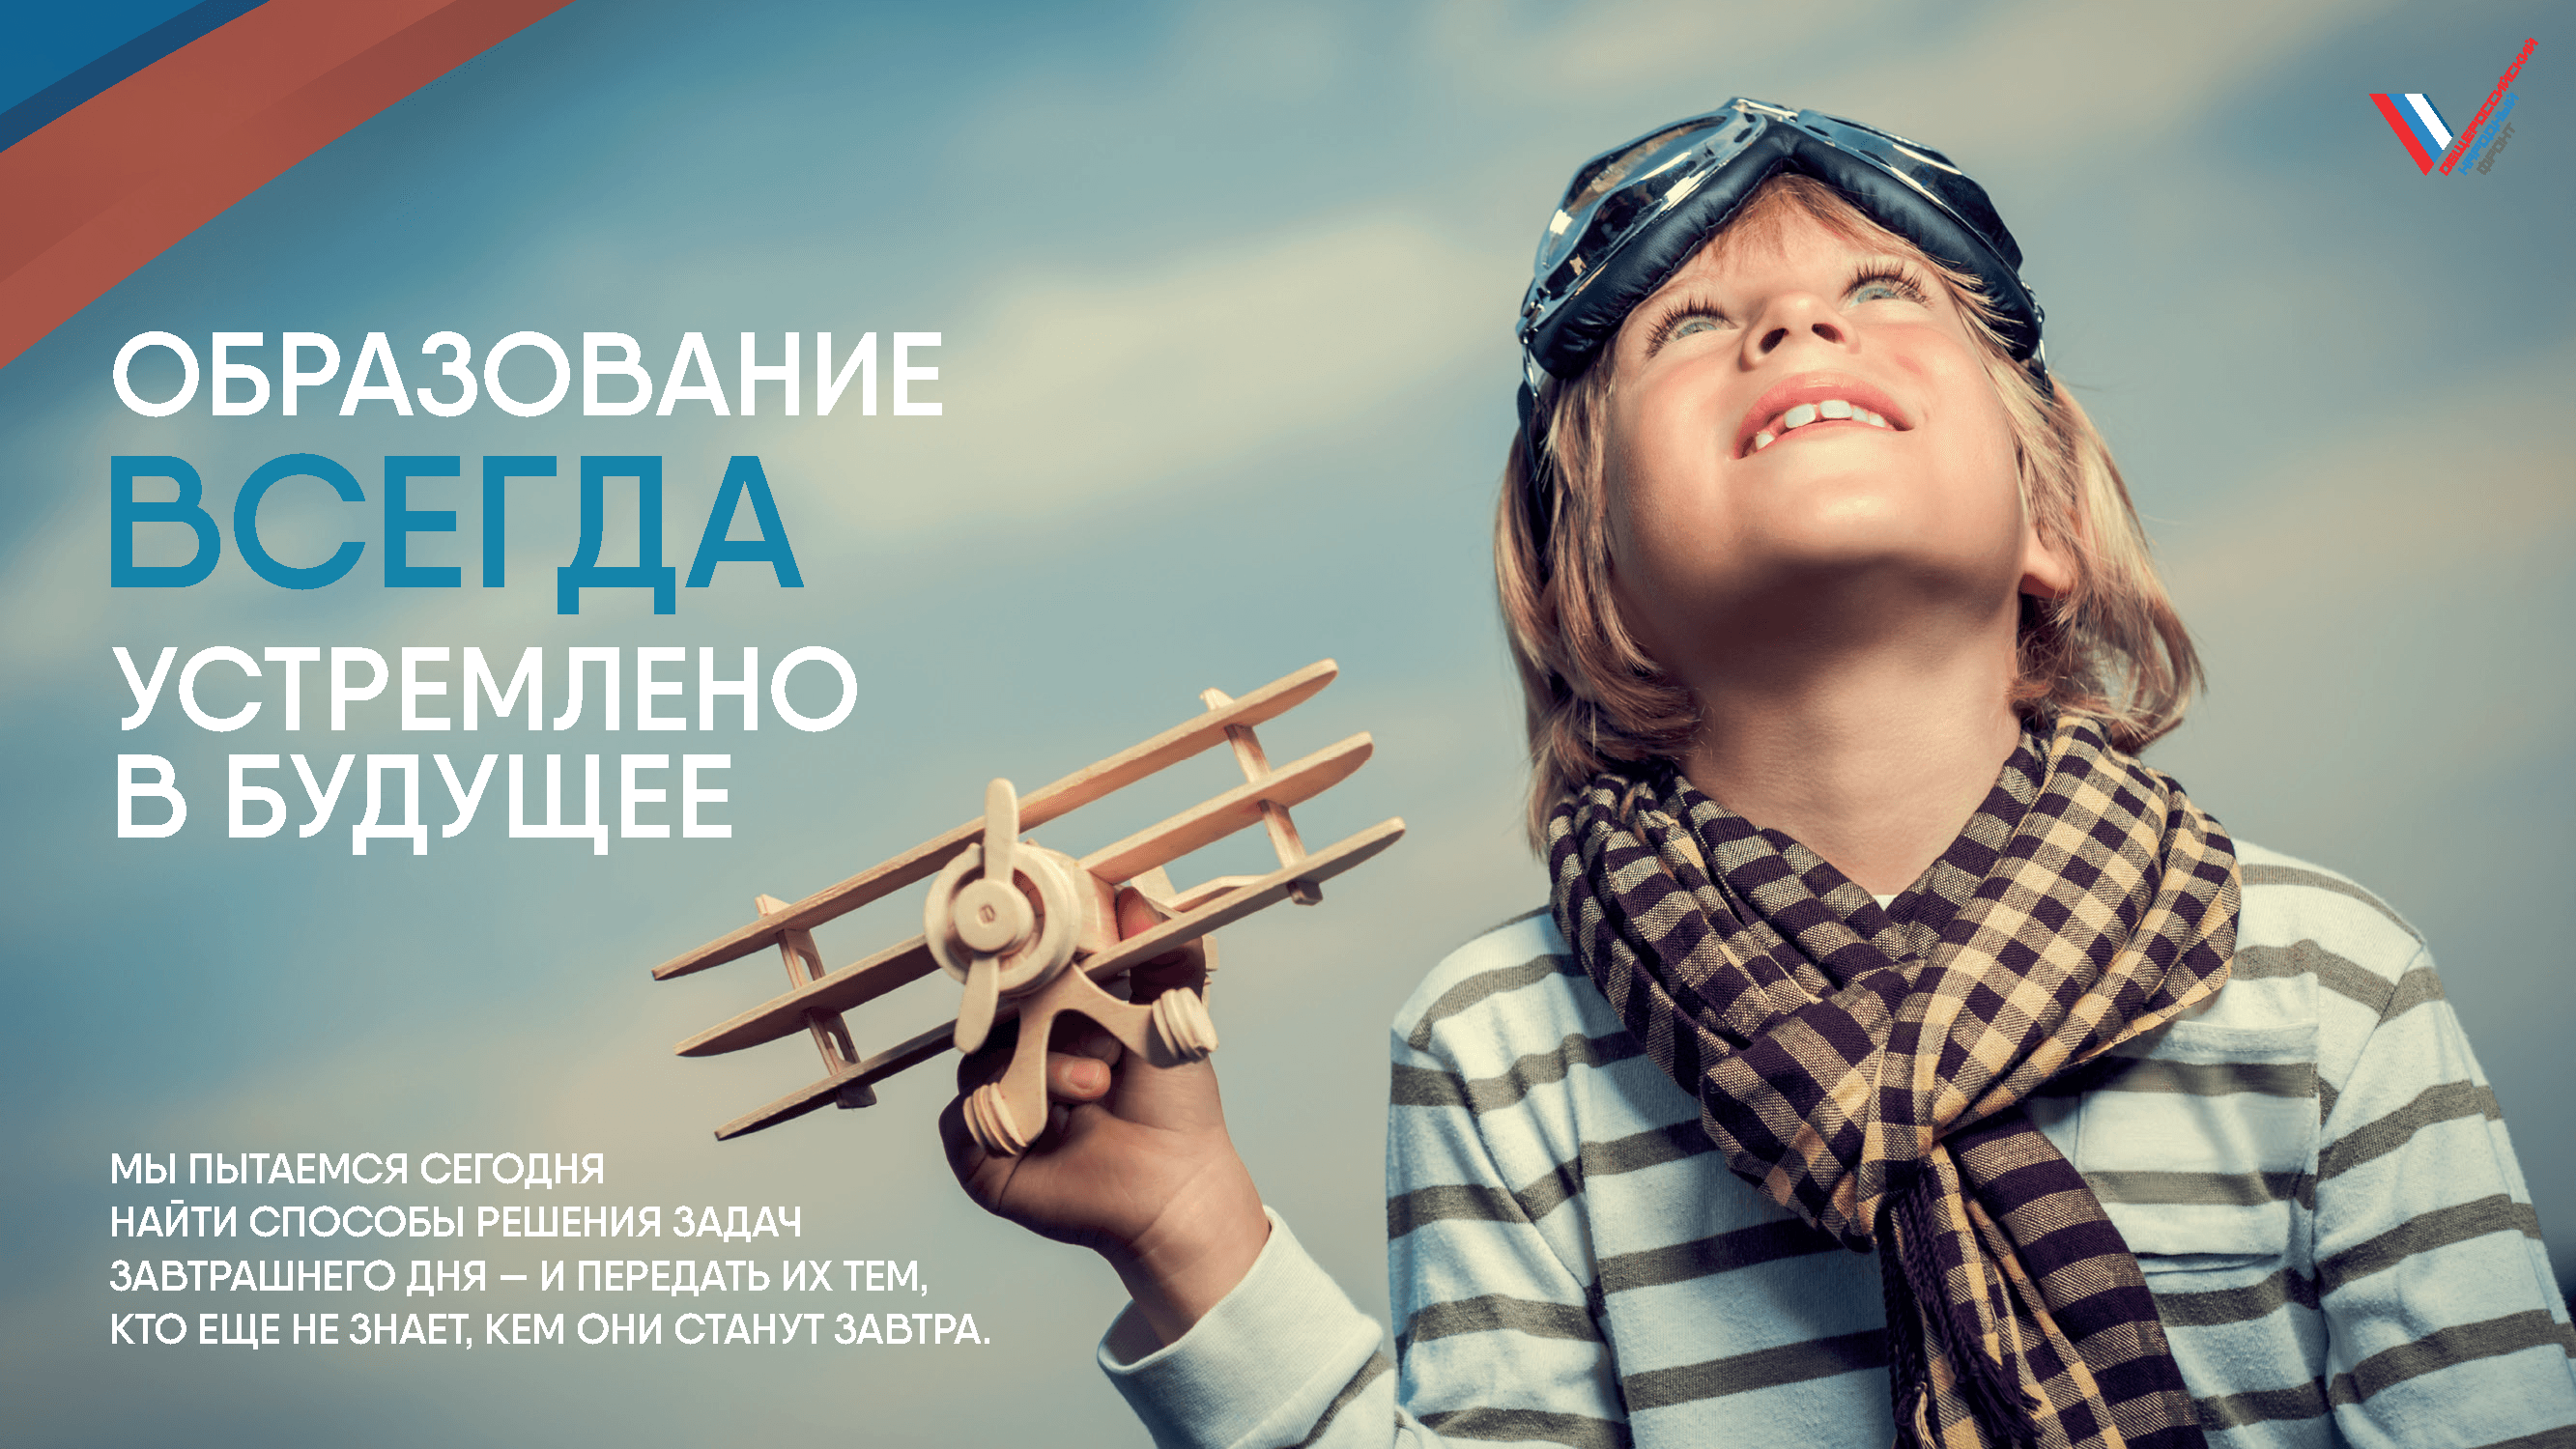 ОБЩЕРОССИЙСКИЙ
НАРОДНЫЙ
ФРОНТ
ОБРАЗОВАНИЕ
ВСЕГДА
УСТРЕМЛЕНО
В БУДУЩЕЕ
МЫ ПЫТАЕМСЯ СЕГОДНЯ
НАЙТИ СПОСОБЫ РЕШЕНИЯ ЗАДАЧ
ЗАВТРАШНЕГО ДНЯ – И ПЕРЕДАТЬ ИХ ТЕМ,
КТО ЕЩЕ НЕ ЗНАЕТ, КЕМ ОНИ СТАНУТ ЗАВТРА.